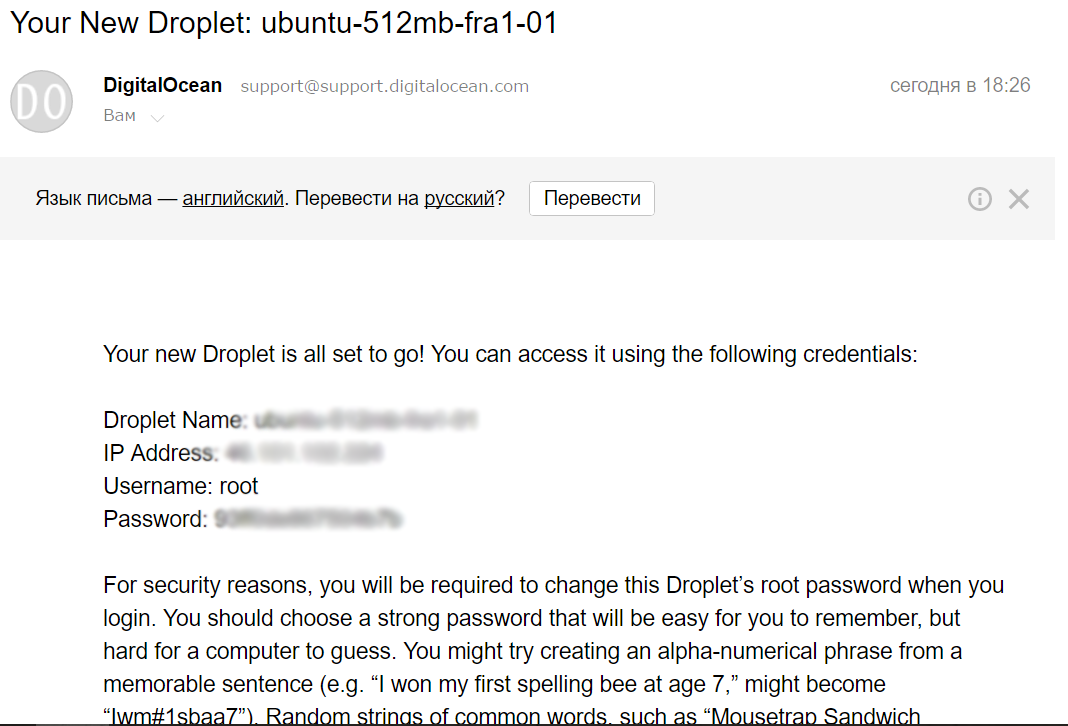 Your New Droplet: ubuntu-512mb-fra1-01
DO
DigitalOcean support@support.digitalocean.com
сегодня в 18:26
Вам
Язык письма — английский. Перевести на русский? Перевести
Your new Droplet is all set to go! You can access it using the following credentials:
Droplet Name:
IP Address:
Username: root
Password:
For security reasons, you will be required to change this Droplet’s root password when you
login. You should choose a strong password that will be easy for you to remember, but
hard for a computer to guess. You might try creating an alpha-numerical phrase from a
memorable sentence (e.g. “I won my first spelling bee at age 7,” might become
“Iwm#1sbaa7”). Random strings of common words, such as “Mousetrap Sandwich